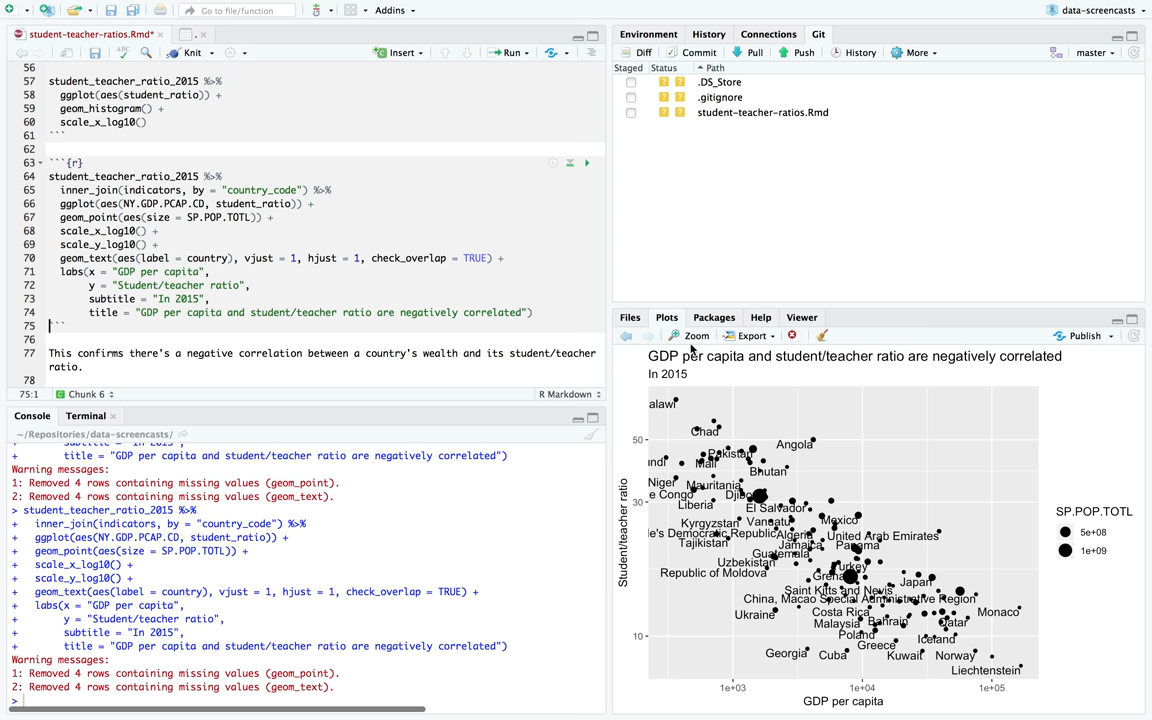 Go to file/function
Addins
data-screencasts
student-teacher-ratios.Rmd*
Knit
Insert
Run
56
57 student_teacher_ratio_2015 %>%
58 ggplot(aes(student_ratio)) +
59 geom_histogram() +
60 scale_x_log10()
61 ```
62
63 ```{r}
64 student_teacher_ratio_2015 %>%
65 inner_join(indicators, by = "country_code") %>%
66 ggplot(aes(NY.GDP.PCAP.CD, student_ratio)) +
67 geom_point(aes(size = SP.POP.TOTL)) +
68 scale_x_log10() +
69 scale_y_log10() +
70 geom_text(aes(label = country), vjust = 1, hjust = 1, check_overlap = TRUE) +
71 labs(x = "GDP per capita",
72 y = "Student/teacher ratio",
73 subtitle = "In 2015",
74 title = "GDP per capita and student/teacher ratio are negatively correlated")
75 ```
76
77 This confirms there's a negative correlation between a country's wealth and its student/teacher
ratio.
78
75:1 Chunk 6 R Markdown
Console Terminal
~/Repositories/data-screencasts/
+ subtitle = "In 2015",
+ title = "GDP per capita and student/teacher ratio are negatively correlated")
Warning messages:
1: Removed 4 rows containing missing values (geom_point).
2: Removed 4 rows containing missing values (geom_text).
> student_teacher_ratio_2015 %>%
+ inner_join(indicators, by = "country_code") %>%
+ ggplot(aes(NY.GDP.PCAP.CD, student_ratio)) +
+ geom_point(aes(size = SP.POP.TOTL)) +
+ scale_x_log10() +
+ scale_y_log10() +
+ geom_text(aes(label = country), vjust = 1, hjust = 1, check_overlap = TRUE) +
+ labs(x = "GDP per capita",
+ y = "Student/teacher ratio",
+ subtitle = "In 2015",
+ title = "GDP per capita and student/teacher ratio are negatively correlated")
Warning messages:
1: Removed 4 rows containing missing values (geom_point).
2: Removed 4 rows containing missing values (geom_text).
>
Environment History Connections Git
Diff Commit Pull Push History More master
Staged Status Path
? ? .DS_Store
? ? .gitignore
? ? student-teacher-ratios.Rmd
Files Plots Packages Help Viewer
Zoom Export Publish
GDP per capita and student/teacher ratio are negatively correlated
In 2015
alawi
Chad
50
Angola
Pakistan
undi
Mali
Bhutan
Niger
Mauritania
e Congo
Djibo
30
Liberia
El Salvador
Kyrgyzstan
Vanuatu
Mexico
le's Democratic Republic
Algeria
United Arab Emirates
Tajikistan
Jamaica
Panama
Guatemala
Uzbekistan
Turkey
Republic of Moldova
Grena
Japan
Saint Kitts and Nevis
China, Macao Special Administrative Region
Ukraine
Costa Rica
Monaco
Malaysia
Bahrain
Qatar
10
Poland
Iceland
Greece
Georgia
Cuba
Kuwait
Norway
Liechtenstein
1e+03 1e+04 1e+05
GDP per capita
Student/teacher ratio
SP.POP.TOTL
5e+08
1e+09